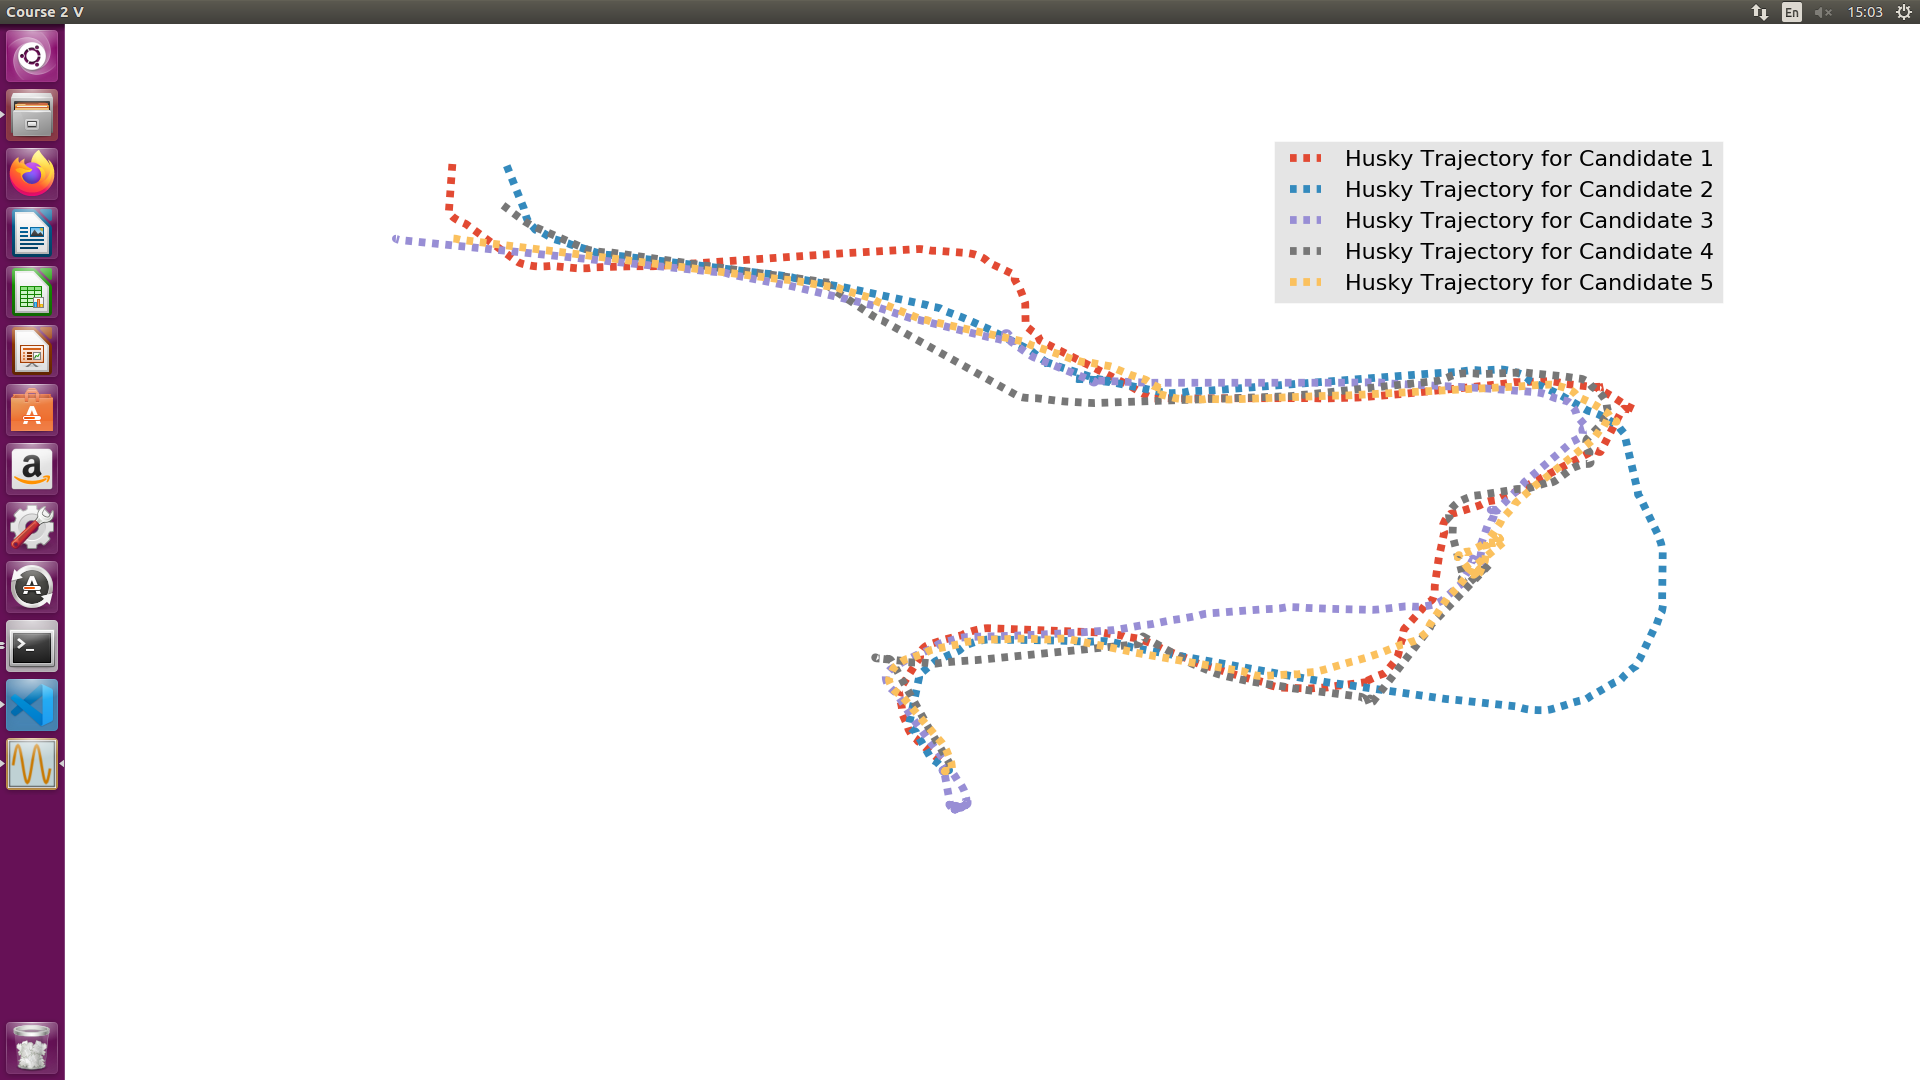 Course 2 V
En
15:03
Husky Trajectory for Candidate 1
Husky Trajectory for Candidate 2
Husky Trajectory for Candidate 3
Husky Trajectory for Candidate 4
Husky Trajectory for Candidate 5